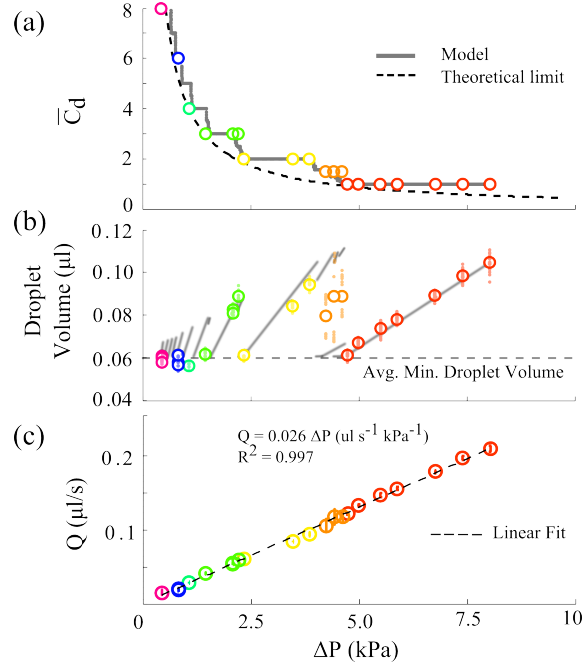 (a)
8
6
4
2
0
C̅d
Model
Theoretical limit
(b)
0.12
0.10
0.08
0.06
0.04
Droplet
Volume (µl)
Avg. Min. Droplet Volume
(c)
Q = 0.026 ΔP (ul s⁻¹ kPa⁻¹)
R² = 0.997
0.2
0.1
0
Q (µl/s)
Linear Fit
0 2.5 5.0 7.5 10
ΔP (kPa)